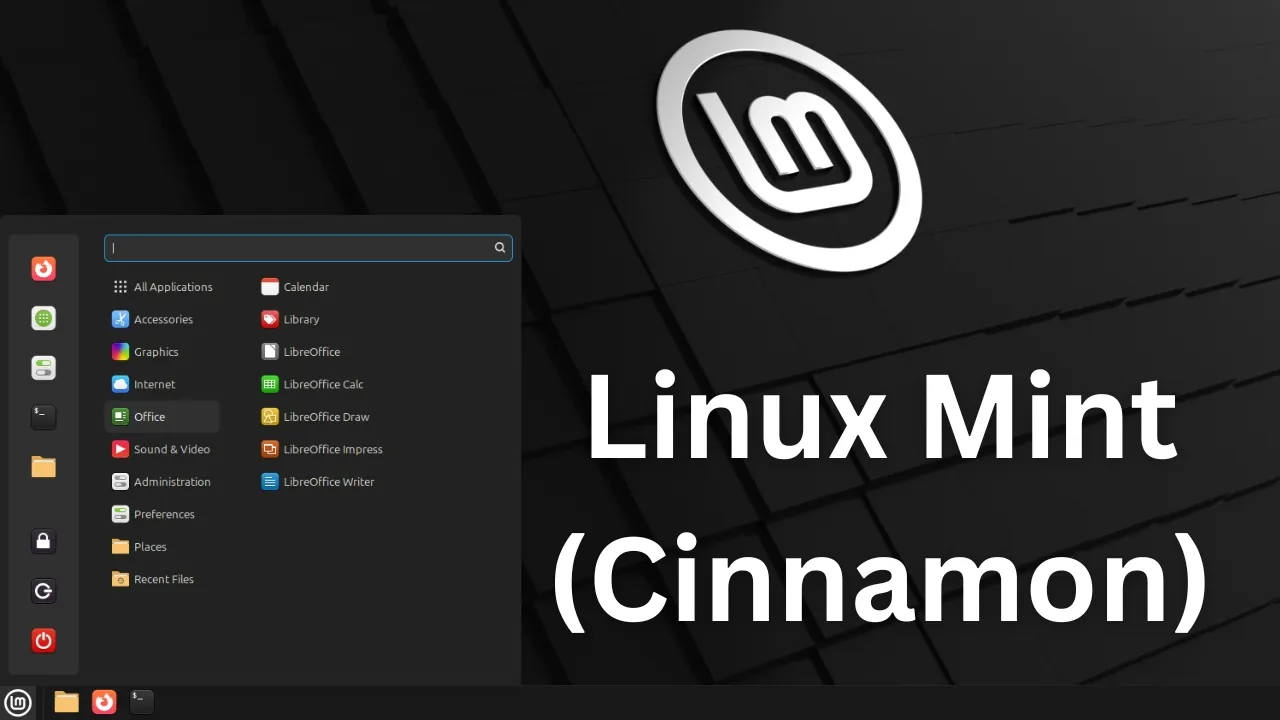 All Applications
Accessories
Graphics
Internet
Office
Sound & Video
Administration
Preferences
Places
Recent Files
Calendar
Library
LibreOffice
LibreOffice Calc
LibreOffice Draw
LibreOffice Impress
LibreOffice Writer
Linux Mint
(Cinnamon)